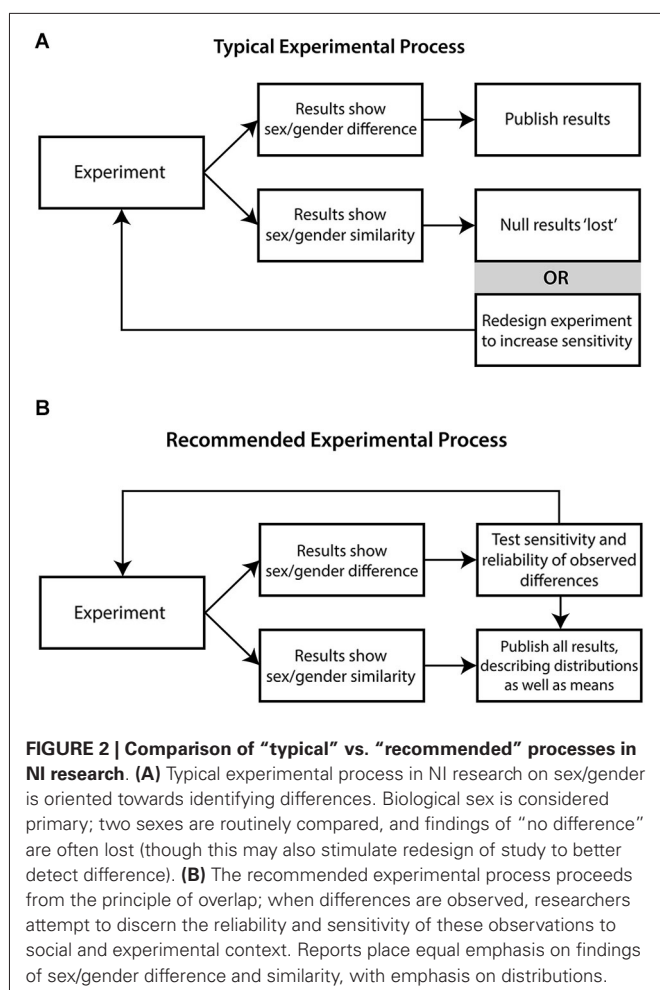 A
Typical Experimental Process
Experiment
Results show
sex/gender difference
Publish results
Results show
sex/gender similarity
Null results ‘lost’
OR
Redesign experiment
to increase sensitivity
B
Recommended Experimental Process
Experiment
Results show
sex/gender difference
Test sensitivity and
reliability of observed
differences
Results show
sex/gender similarity
Publish all results,
describing distributions
as well as means
FIGURE 2 | Comparison of “typical” vs. “recommended” processes in
NI research. (A) Typical experimental process in NI research on sex/gender
is oriented towards identifying differences. Biological sex is considered
primary; two sexes are routinely compared, and findings of “no difference”
are often lost (though this may also stimulate redesign of study to better
detect difference). (B) The recommended experimental process proceeds
from the principle of overlap; when differences are observed, researchers
attempt to discern the reliability and sensitivity of these observations to
social and experimental context. Reports place equal emphasis on findings
of sex/gender difference and similarity, with emphasis on distributions.